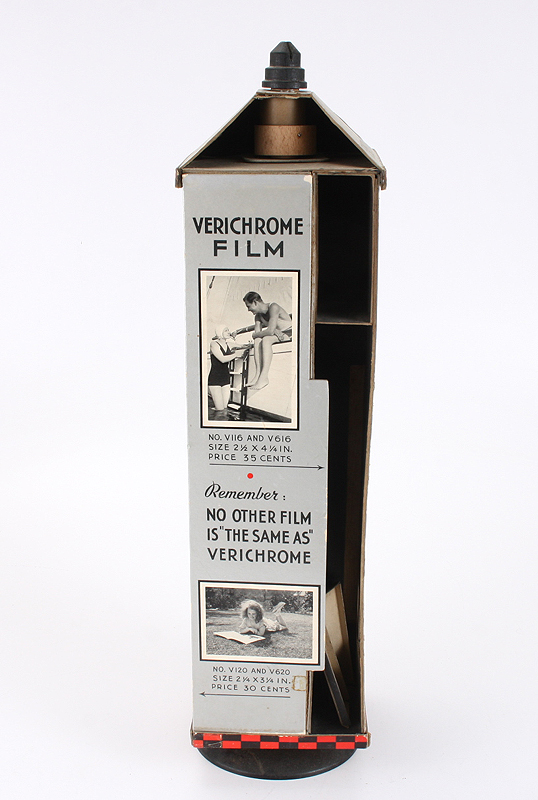 VERICHROME
FILM
NO. V116 AND V616
SIZE 2½ X 4¼ IN.
PRICE 35 CENTS
Remember:
NO OTHER FILM
IS "THE SAME AS"
VERICHROME
NO. V120 AND V620
SIZE 2¼ X 3¼ IN.
PRICE 30 CENTS